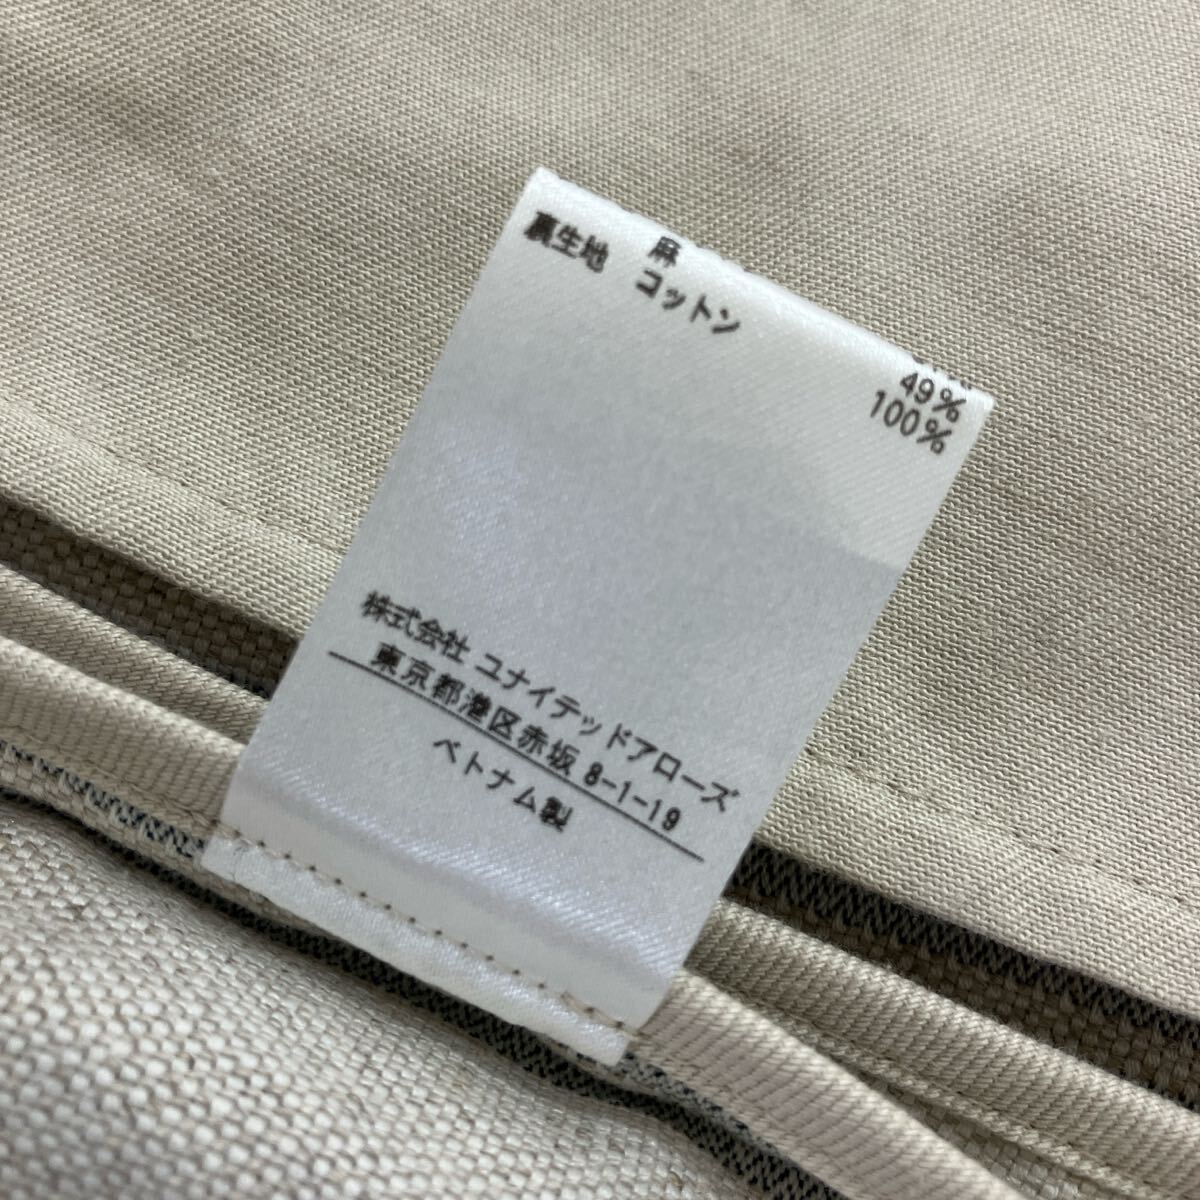 麻 49%
裏生地 コットン 100%
株式会社 ユナイテッドアローズ
東京都港区赤坂 8-1-19
ベトナム製